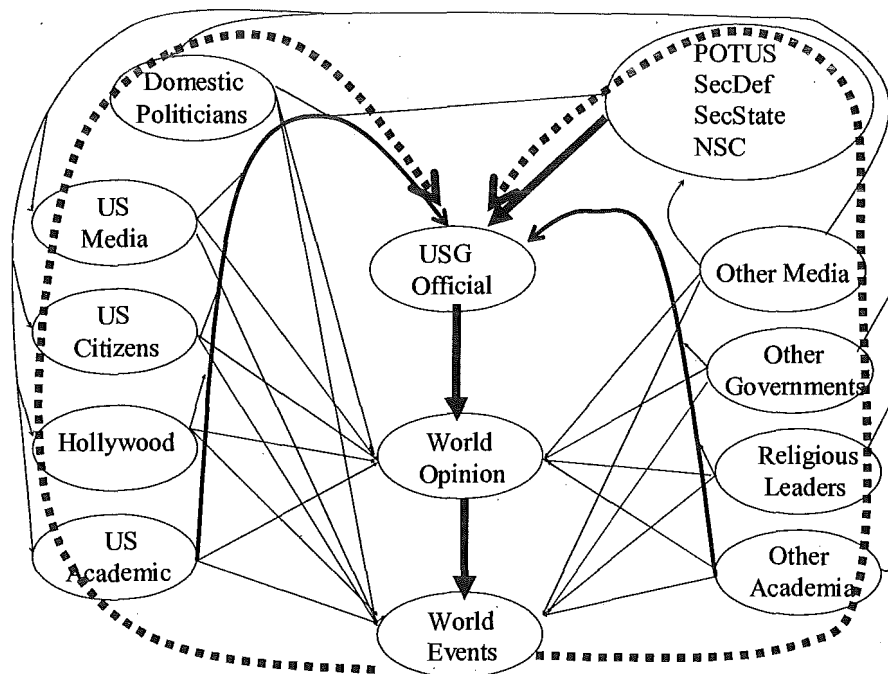 Domestic
Politicians
POTUS
SecDef
SecState
NSC
US
Media
USG
Official
Other Media
US
Citizens
Other
Governments
Hollywood
World
Opinion
Religious
Leaders
US
Academic
Other
Academia
World
Events